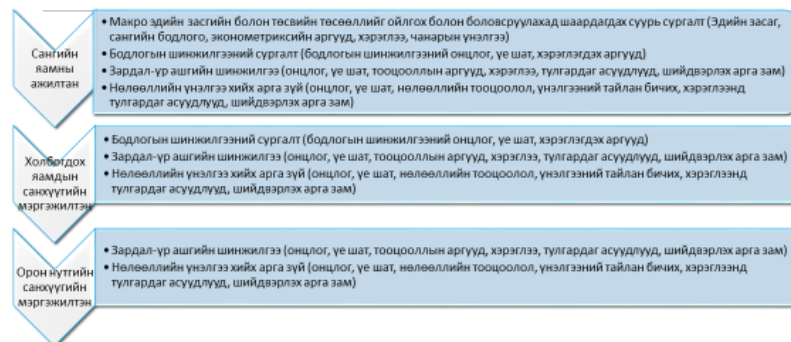 Сангийн
яамны
ажилтан
• Макро эдийн засгийн болон төсвийн төсөөллийг ойлгох болон боловсруулахад шаардагдах суурь сургалт (Эдийн засаг,
сангийн бодлого, эконометриксийн аргууд, хэрэглээ, чанарын үнэлгээ)
• Бодлогын шинжилгээний сургалт (бодлогын шинжилгээний онцлог, үе шат, хэрэглэгдэх аргууд)
• Зардал-үр ашгийн шинжилгээ (онцлог, үе шат, тооцооллын аргууд, хэрэглээ, тулгардаг асуудлууд, шийдвэрлэх арга зам)
• Нөлөөллийн үнэлгээ хийх арга зүй (онцлог, үе шат, нөлөөллийн тооцоолол, үнэлгээний тайлан бичих, хэрэглээнд
тулгардаг асуудлууд, шийдвэрлэх арга зам)
Холбогдох
яамдын
санхүүгийн
мэргэжилтэн
• Бодлогын шинжилгээний сургалт (бодлогын шинжилгээний онцлог, үе шат, хэрэглэгдэх аргууд)
• Зардал-үр ашгийн шинжилгээ (онцлог, үе шат, тооцооллын аргууд, хэрэглээ, тулгардаг асуудлууд, шийдвэрлэх арга зам)
• Нөлөөллийн үнэлгээ хийх арга зүй (онцлог, үе шат, нөлөөллийн тооцоолол, үнэлгээний тайлан бичих, хэрэглээнд
тулгардаг асуудлууд, шийдвэрлэх арга зам)
Орон нутгийн
санхүүгийн
мэргэжилтэн
• Зардал-үр ашгийн шинжилгээ (онцлог, үе шат, тооцооллын аргууд, хэрэглээ, тулгардаг асуудлууд, шийдвэрлэх арга зам)
• Нөлөөллийн үнэлгээ хийх арга зүй (онцлог, үе шат, нөлөөллийн тооцоолол, үнэлгээний тайлан бичих, хэрэглээнд
тулгардаг асуудлууд, шийдвэрлэх арга зам)